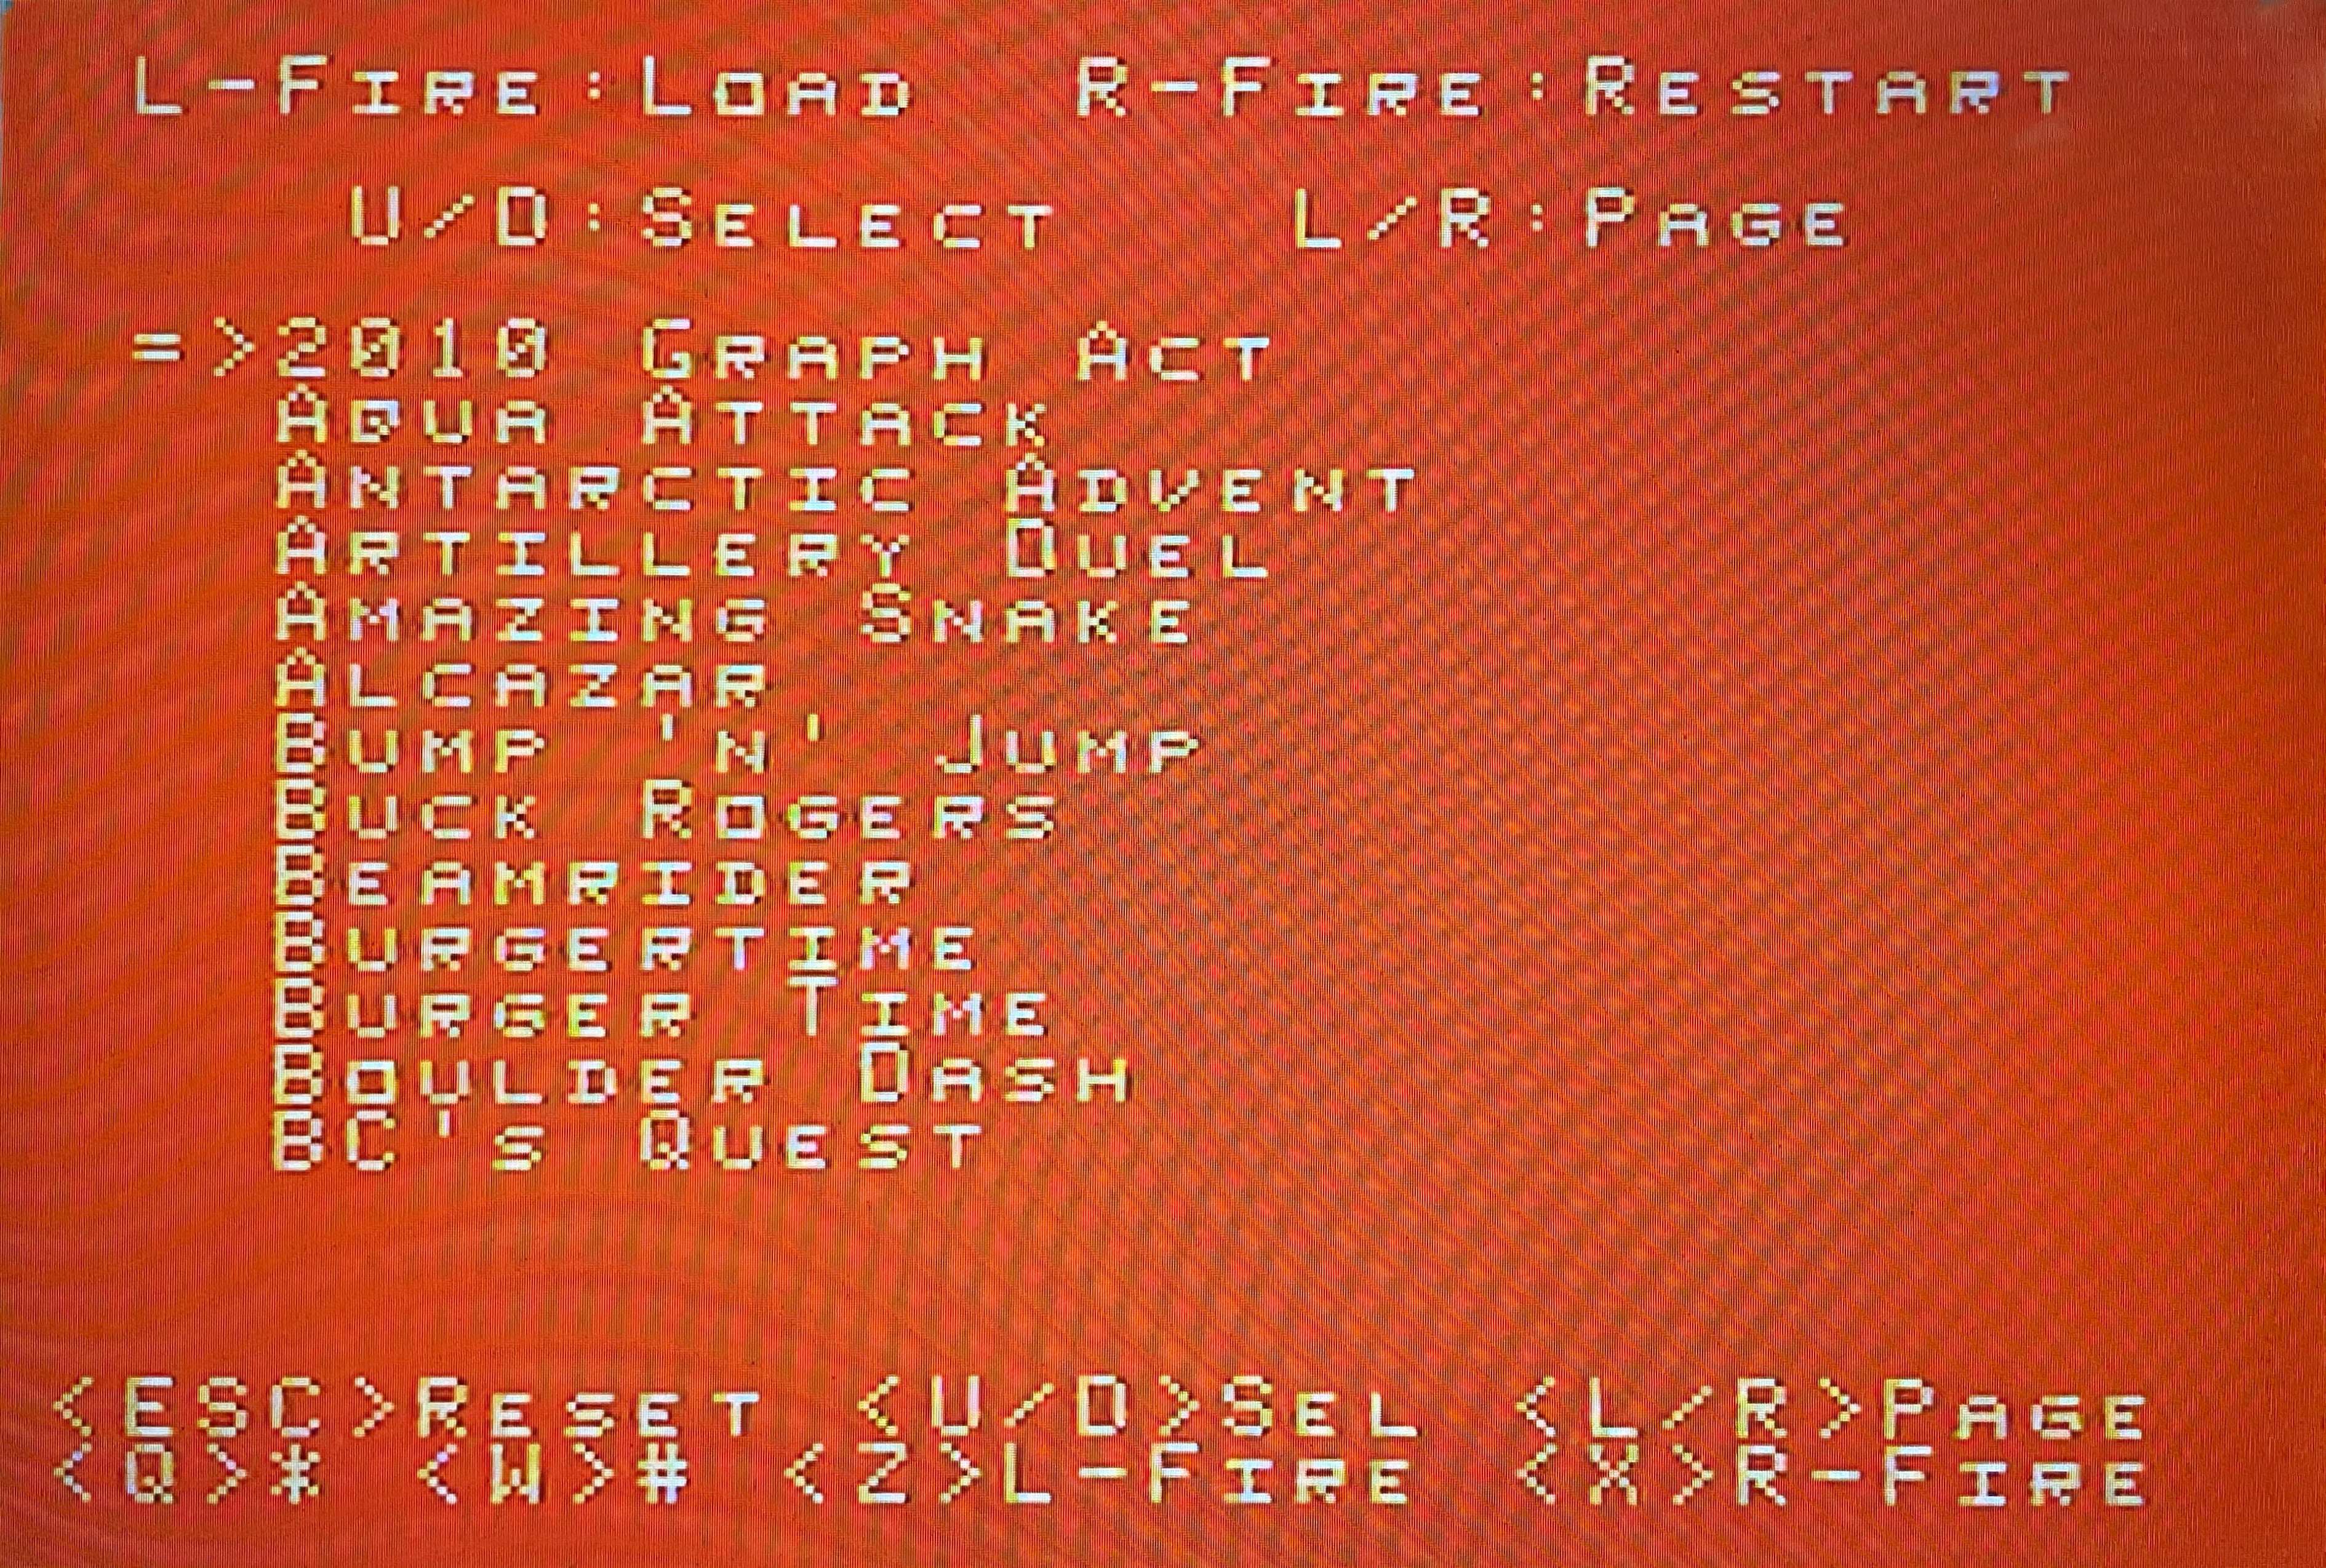 L-Fire:Load R-Fire:Restart
U/D:Select L/R:Page
=>2010 Graph Act
Aqua Attack
Antarctic Advent
Artillery Duel
Amazing Snake
Alcazar
Bump 'n' Jump
Buck Rogers
Beamrider
Burgertime
Burger Time
Boulder Dash
BC's Quest
<ESC>Reset <U/D>Sel <L/R>Page
<Q>* <W># <Z>L-Fire <X>R-Fire